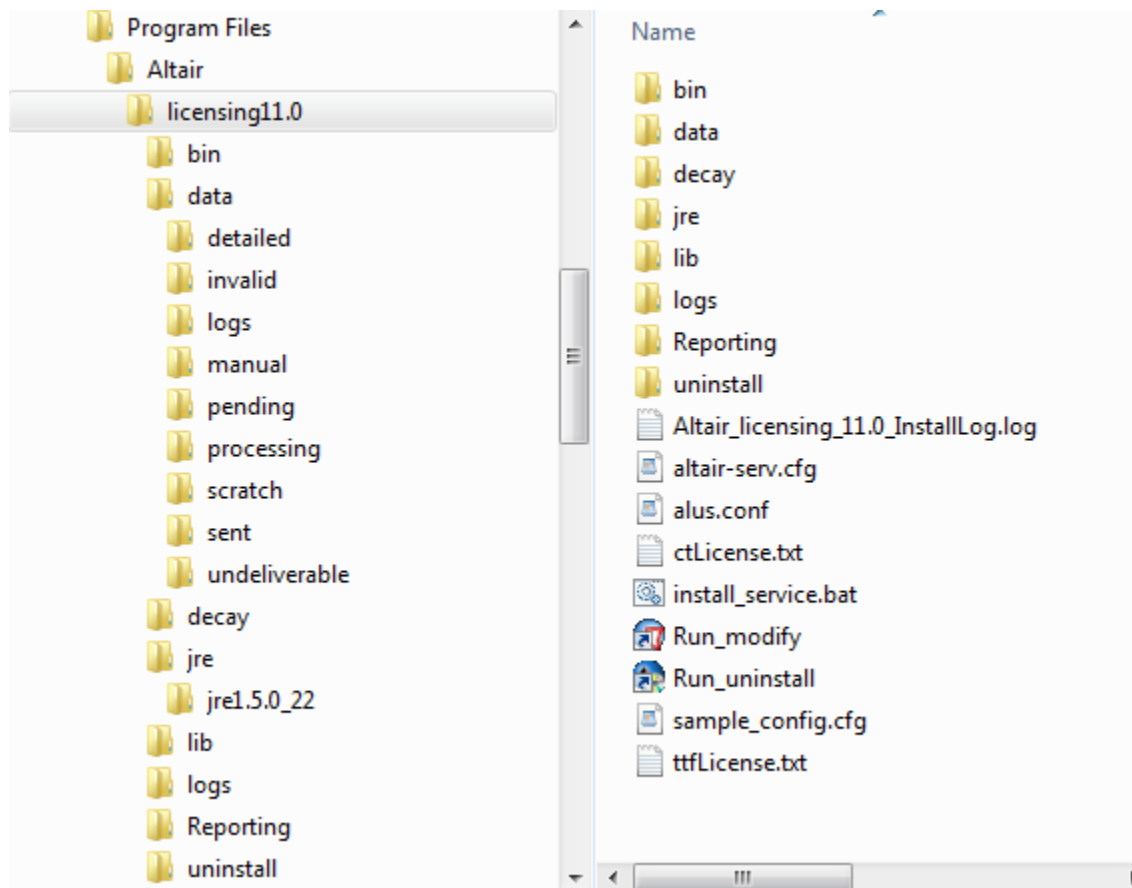 Program Files
Altair
licensing11.0
bin
data
detailed
invalid
logs
manual
pending
processing
scratch
sent
undeliverable
decay
jre
jre1.5.0_22
lib
logs
Reporting
uninstall
Name
bin
data
decay
jre
lib
logs
Reporting
uninstall
Altair_licensing_11.0_InstallLog.log
altair-serv.cfg
alus.conf
ctLicense.txt
install_service.bat
Run_modify
Run_uninstall
sample_config.cfg
ttfLicense.txt